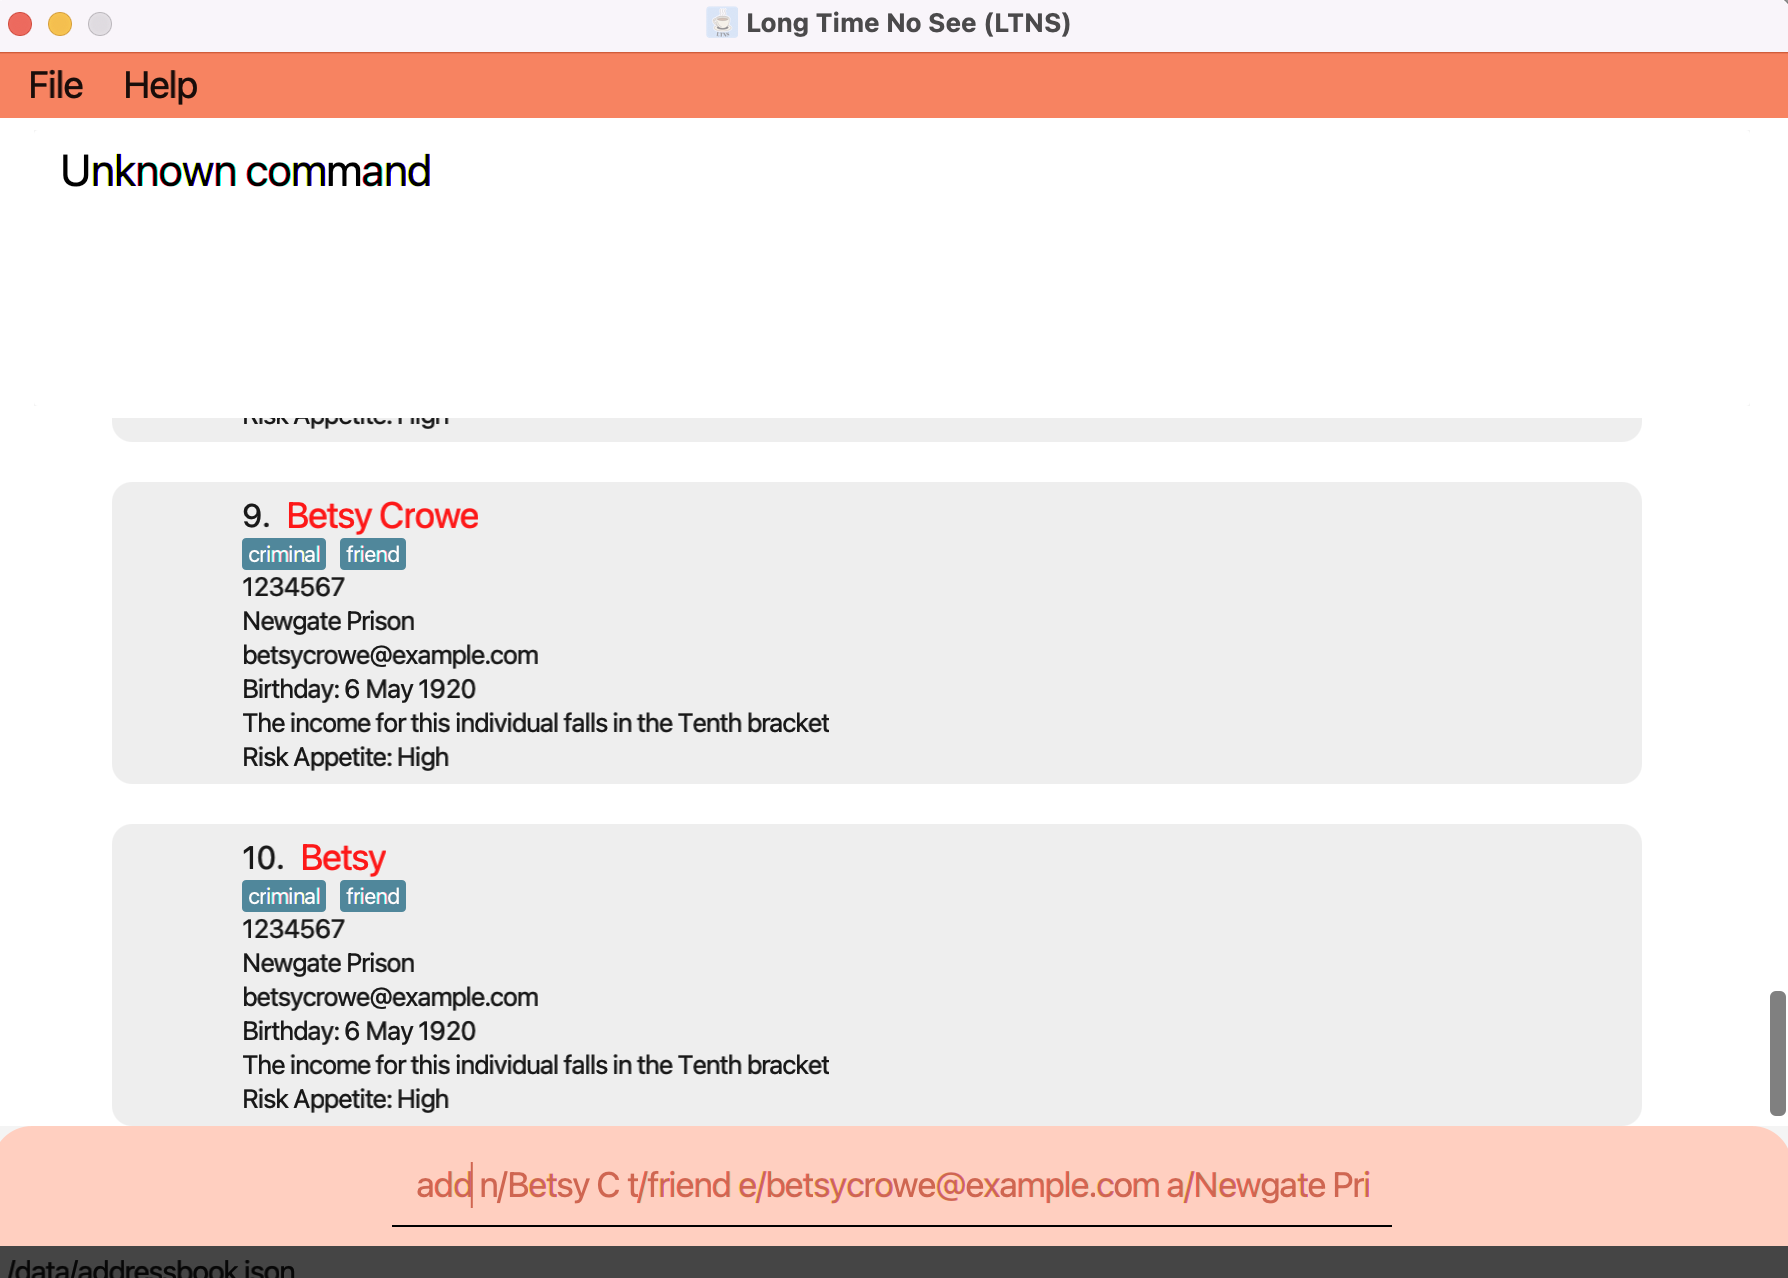 Long Time No See (LTNS)
File Help
Unknown command
Risk Appetite: High
9. Betsy Crowe
criminal friend
1234567
Newgate Prison
betsycrowe@example.com
Birthday: 6 May 1920
The income for this individual falls in the Tenth bracket
Risk Appetite: High
10. Betsy
criminal friend
1234567
Newgate Prison
betsycrowe@example.com
Birthday: 6 May 1920
The income for this individual falls in the Tenth bracket
Risk Appetite: High
add n/Betsy C t/friend e/betsycrowe@example.com a/Newgate Pri
/data/addressbook.json